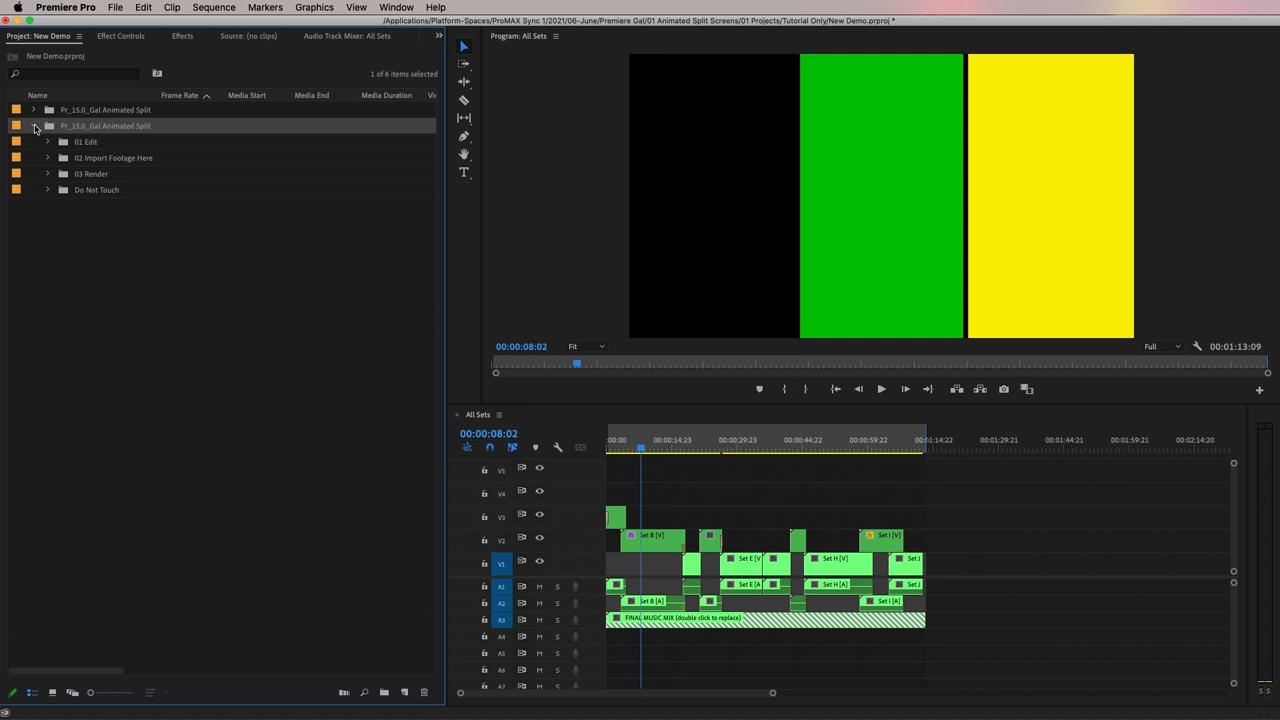 Premiere Pro File Edit Clip Sequence Markers Graphics View Window Help
/Applications/Platform-Spaces/ProMAX Sync 1/2021/06-June/Premiere Gal/01 Animated Split Screens/01 Projects/Tutorial Only/New Demo.prproj *
Project: New Demo Effect Controls Effects Source: (no clips) Audio Track Mixer: All Sets
Program: All Sets
New Demo.prproj
1 of 6 items selected
Name Frame Rate Media Start Media End Media Duration
Pr_15.0_Gal Animated Split
Pr_15.0_Gal Animated Split
01 Edit
02 Import Footage Here
03 Render
Do Not Touch
00:00:08:02 Fit Full 00:01:13:09
All Sets
00:00:08:02
:00:00 00:00:14:23 00:00:29:23 00:00:44:22 00:00:59:22 00:01:14:22 00:01:29:21 00:01:44:21 00:01:59:21 00:02:14:20
V5
V4
V3
V2 Set B [V] Set I [V]
V1 Set E [V] Set H [V] Set J
A1 M S Set E [A] Set H [A] Set J
A2 M S Set B [A] Set I [A]
A3 M S FINAL MUSIC MIX (double click to replace)
A4 M S
A5 M S
A6 M S
A7 M S
S S